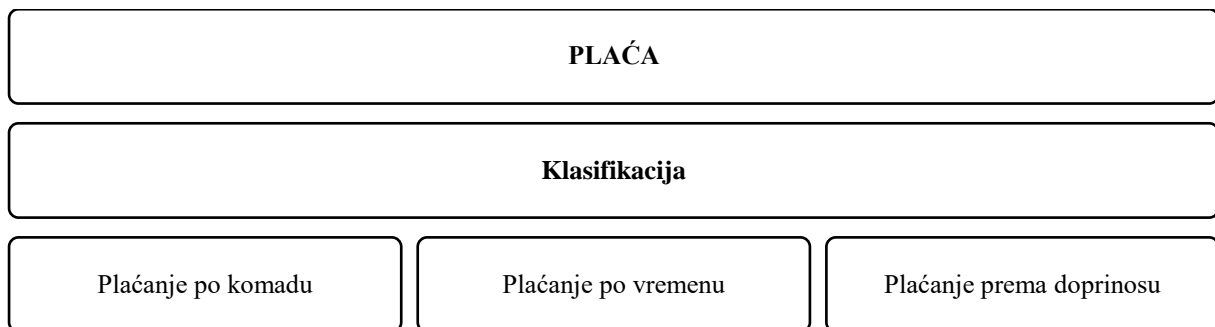 PLAĆA
Klasifikacija
Plaćanje po komadu
Plaćanje po vremenu
Plaćanje prema doprinosu